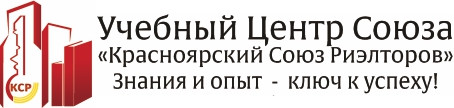 КСР
Учебный Центр Союза
«Красноярский Союз Риэлторов»
Знания и опыт - ключ к успеху!